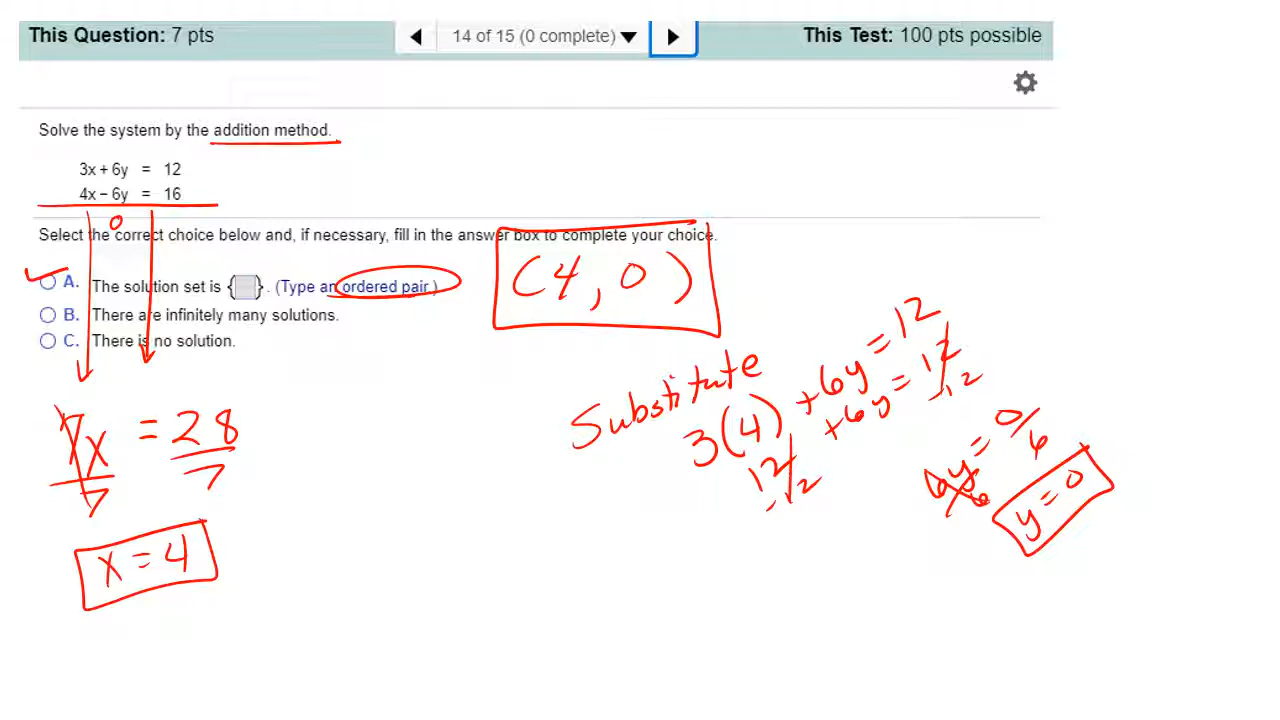 This Question: 7 pts
14 of 15 (0 complete)
This Test: 100 pts possible
Solve the system by the addition method.
3x + 6y = 12
4x − 6y = 16
0
Select the correct choice below and, if necessary, fill in the answer box to complete your choice.
A. The solution set is { }. (Type an ordered pair.)
B. There are infinitely many solutions.
C. There is no solution.
(4, 0)
7x = 28
7 7
x = 4
Substitute
3(4) + 6y = 12
12 + 6y = 12
-12 -12
6y = 0/6
6
y = 0